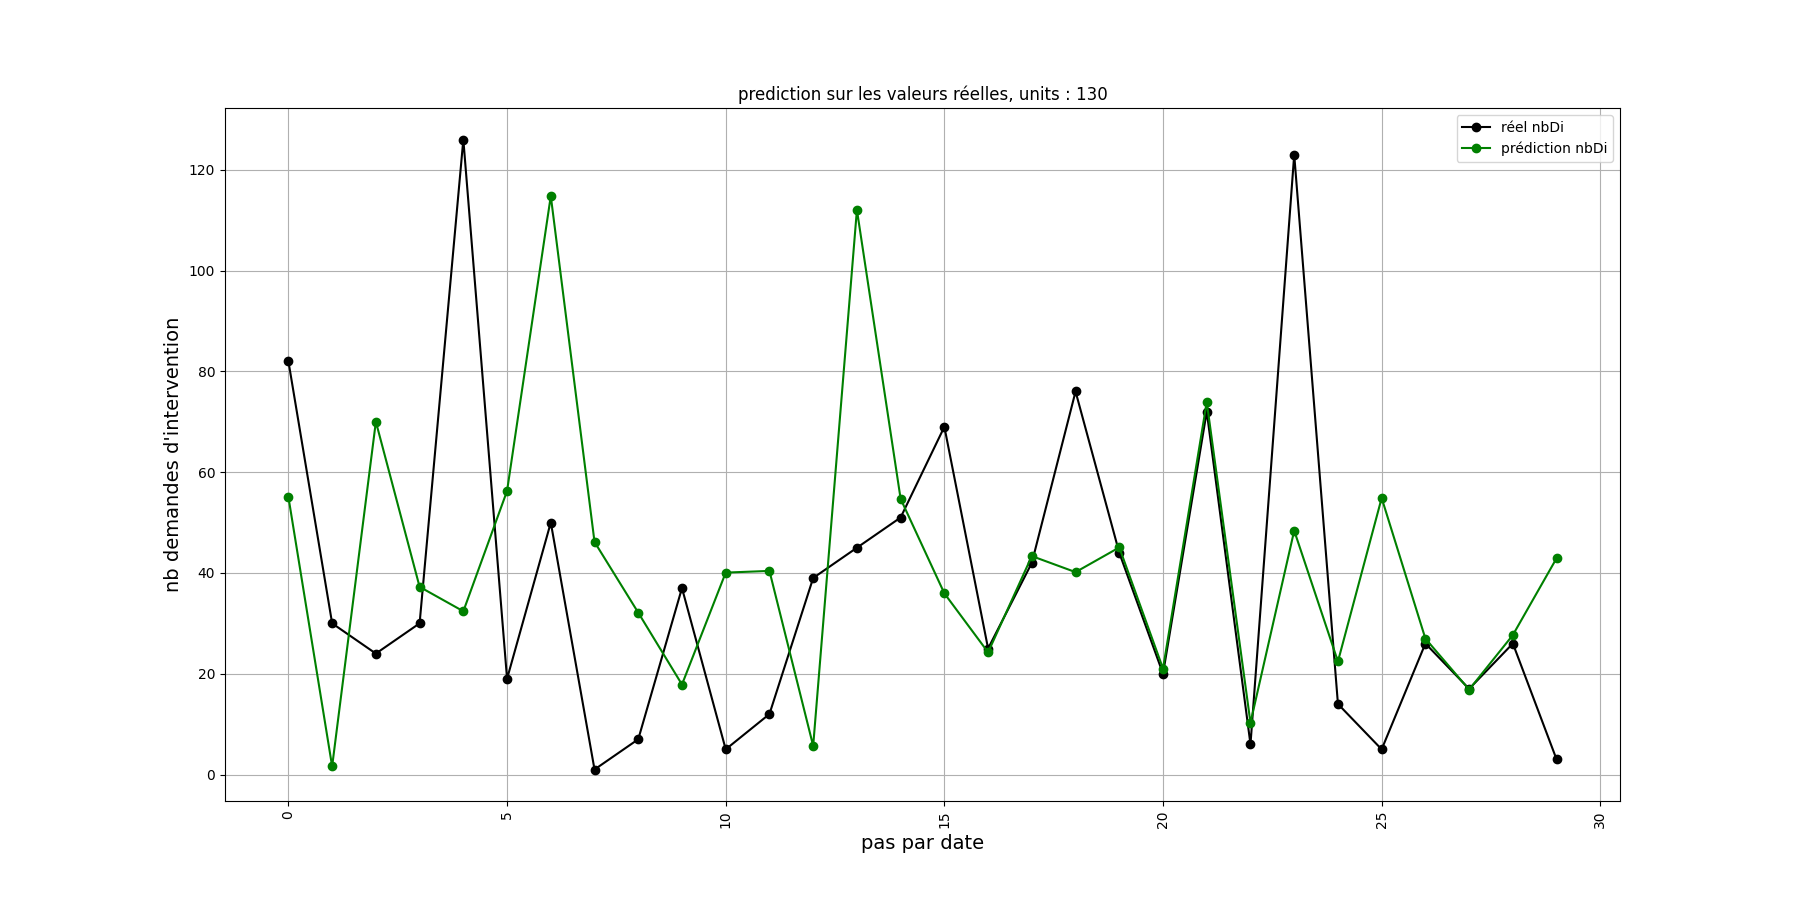 prediction sur les valeurs réelles, units : 130
réel nbDi
prédiction nbDi
nb demandes d'intervention
120
100
80
60
40
20
0
0 5 10 15 20 25 30
pas par date